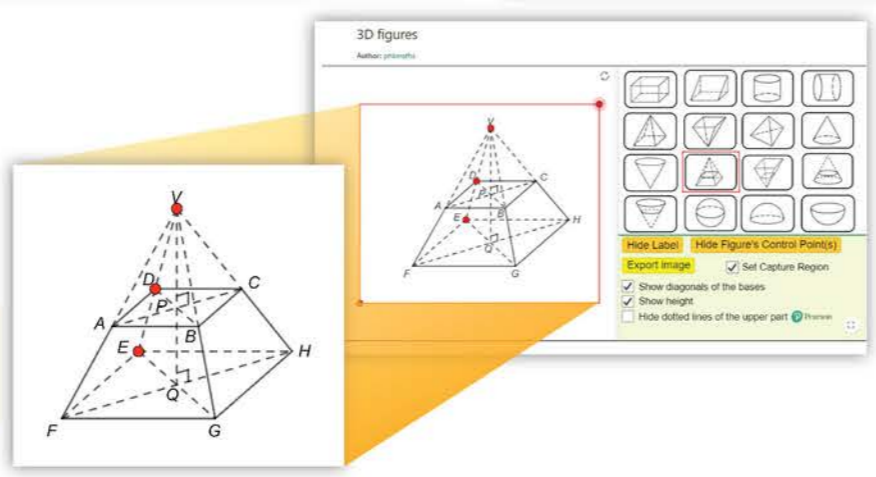 3D figures
Author:
V
D
C
P
A
B
E
H
Q
F
G
V
D
C
P
A
B
E
H
Q
F
G
Hide Label
Hide Figure's Control Point(s)
Export Image
Set Capture Region
Show diagonals of the bases
Show height
Hide dotted lines of the upper part